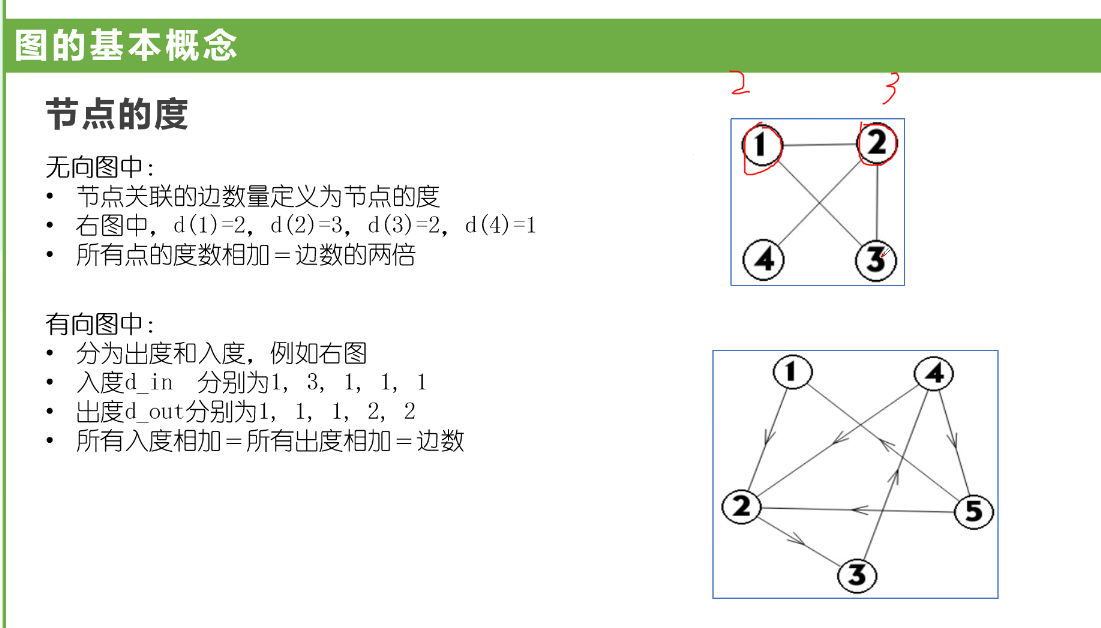 图的基本概念
节点的度
无向图中：
• 节点关联的边数量定义为节点的度
• 右图中，d(1)=2，d(2)=3，d(3)=2，d(4)=1
• 所有点的度数相加＝边数的两倍
有向图中：
• 分为出度和入度，例如右图
• 入度d_in 分别为1, 3, 1, 1, 1
• 出度d_out分别为1, 1, 1, 2, 2
• 所有入度相加＝所有出度相加＝边数
2 3
1 2
4 3
1 4
2 5
3